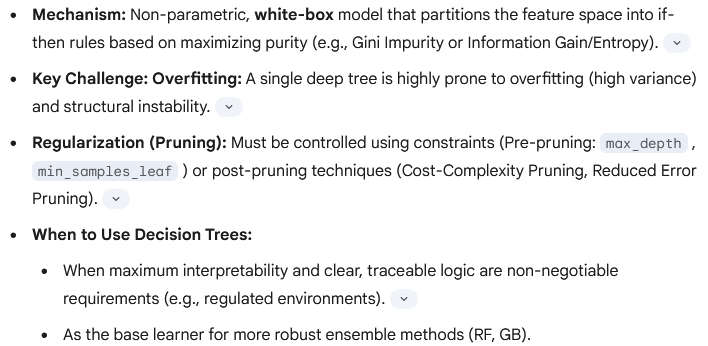 • Mechanism: Non-parametric, white-box model that partitions the feature space into if-
then rules based on maximizing purity (e.g., Gini Impurity or Information Gain/Entropy).
• Key Challenge: Overfitting: A single deep tree is highly prone to overfitting (high variance)
and structural instability.
• Regularization (Pruning): Must be controlled using constraints (Pre-pruning: max_depth ,
min_samples_leaf ) or post-pruning techniques (Cost-Complexity Pruning, Reduced Error
Pruning).
• When to Use Decision Trees:
• When maximum interpretability and clear, traceable logic are non-negotiable
requirements (e.g., regulated environments).
• As the base learner for more robust ensemble methods (RF, GB).